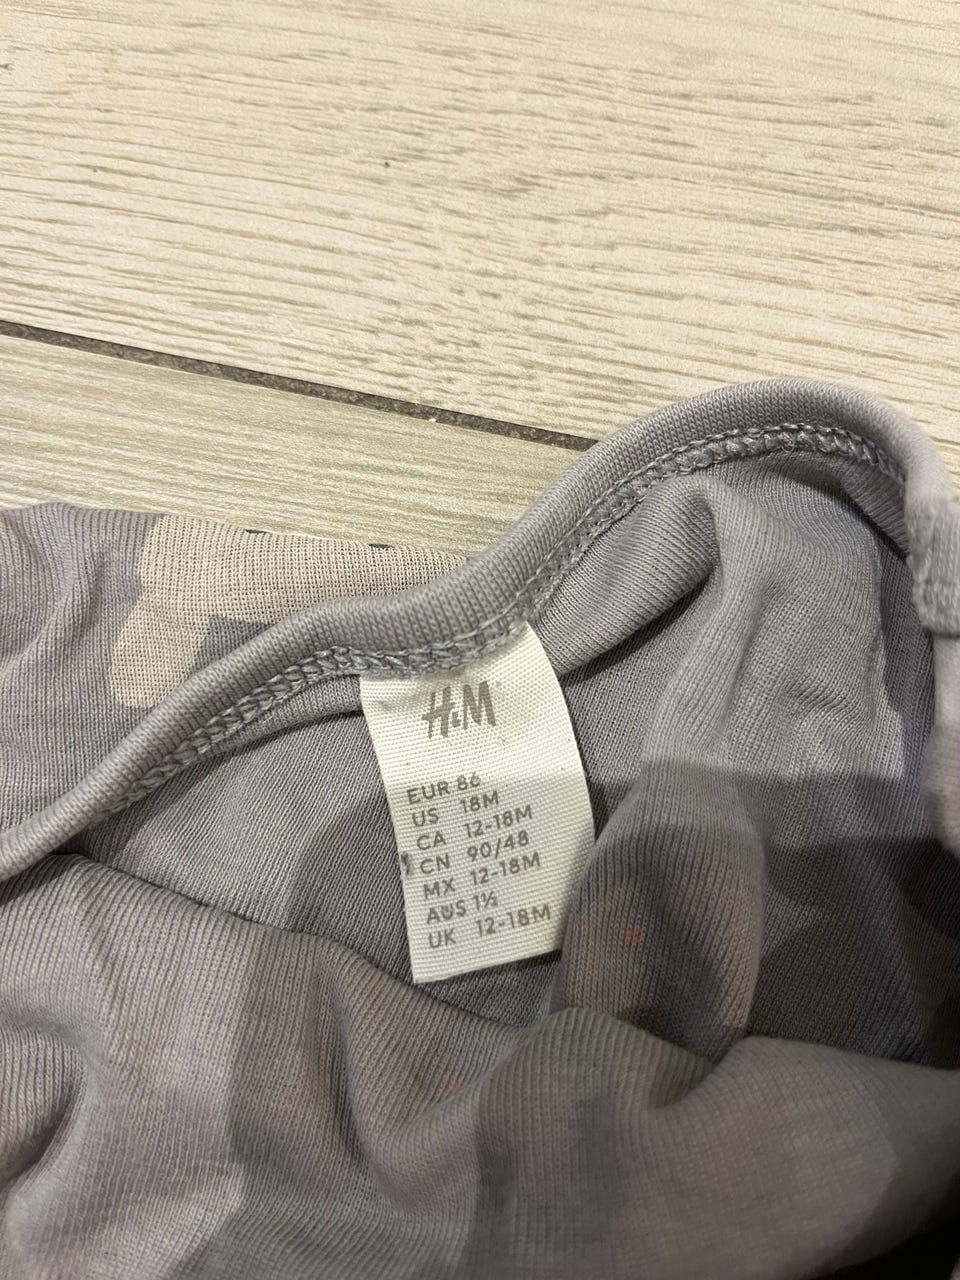 H&M
EUR 86
US 18M
CA 12-18M
CN 90/48
MX 12-18M
AUS 1½
UK 12-18M